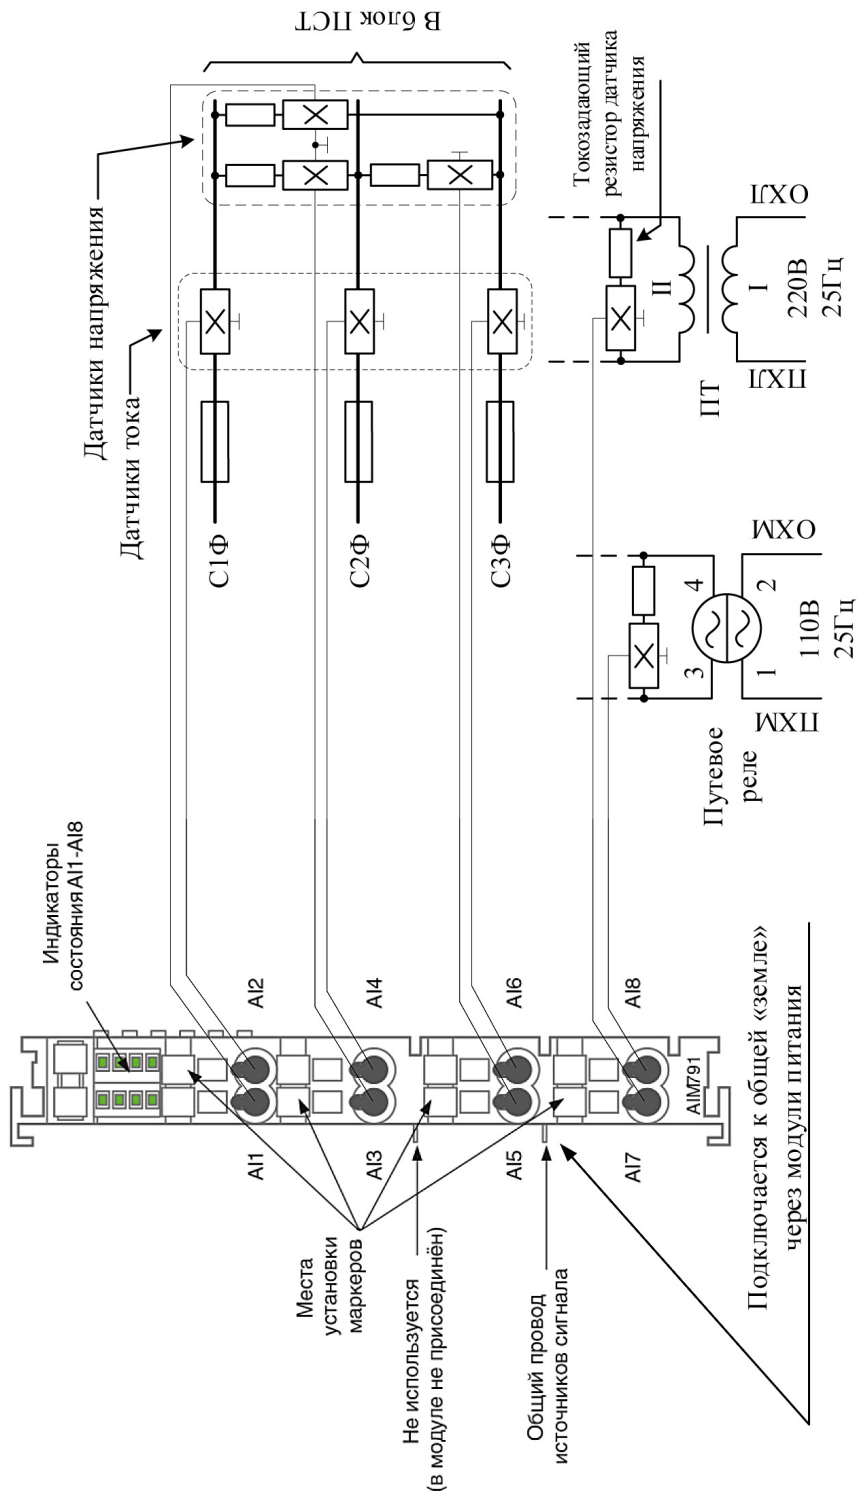 Индикаторы
состояния AI1-AI8
AI2
AI4
AI6
AI8
AI1
AI3
AI5
AI7
AIM791
Места
установки
маркеров
Не используется
(в модуле не присоединён)
Общий провод
источников сигнала
Подключается к общей «земле»
через модули питания
Датчики напряжения
Датчики тока
С1Ф
С2Ф
С3Ф
В блок ПСТ
Путевое
реле
3
4
1
2
ПХМ
ОХМ
110В
25Гц
ПТ
II
I
ПХЛ
ОХЛ
220В
25Гц
Токозадающий
резистор датчика
напряжения